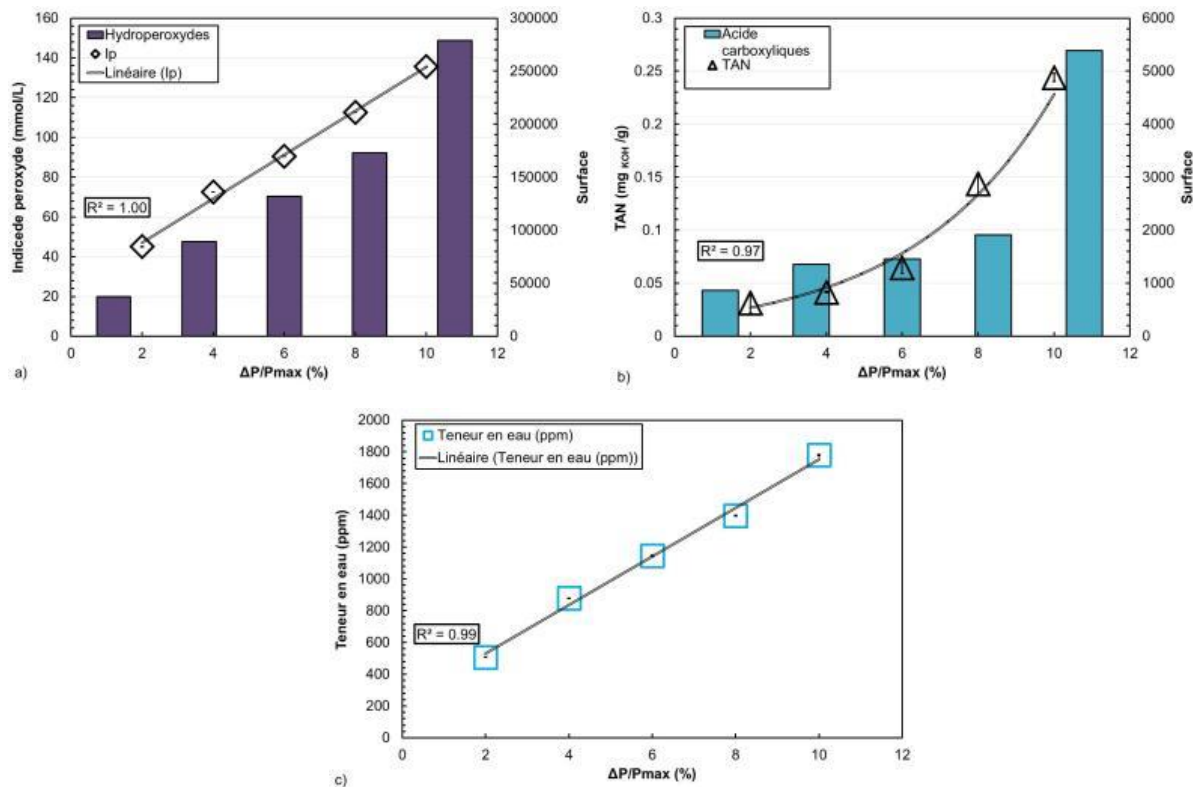 Hydroperoxydes
Ip
Linéaire (Ip)
R² = 1.00
Indicede peroxyde (mmol/L)
160
140
120
100
80
60
40
20
0
300000
250000
200000
150000
100000
50000
0
Surface
0 2 4 6 8 10 12
ΔP/Pmax (%)
a)
Acide
carboxyliques
TAN
R² = 0.97
TAN (mg KOH /g)
0.3
0.25
0.2
0.15
0.1
0.05
0
6000
5000
4000
3000
2000
1000
0
Surface
0 2 4 6 8 10 12
ΔP/Pmax (%)
b)
Teneur en eau (ppm)
Linéaire (Teneur en eau (ppm))
R² = 0.99
Teneur en eau (ppm)
2000
1800
1600
1400
1200
1000
800
600
400
200
0
0 2 4 6 8 10 12
ΔP/Pmax (%)
c)